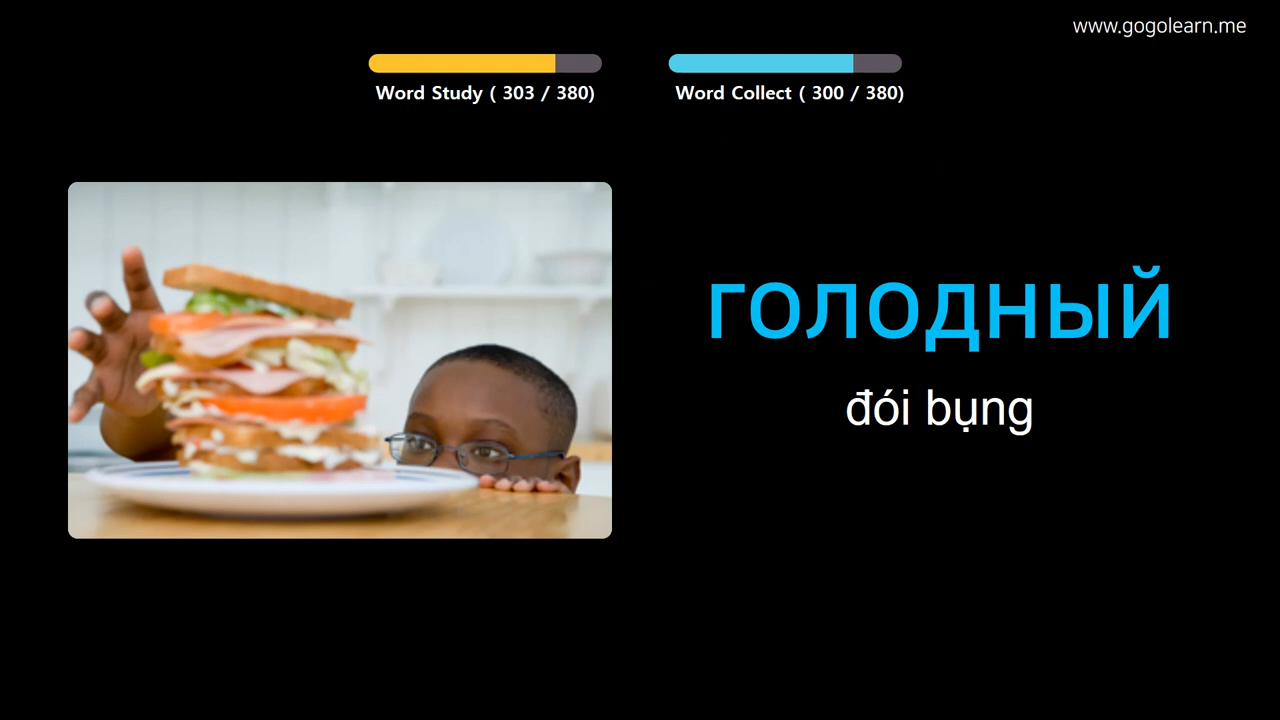 www.gogolearn.me
Word Study ( 303 / 380)
Word Collect ( 300 / 380)
голодный
đói bụng